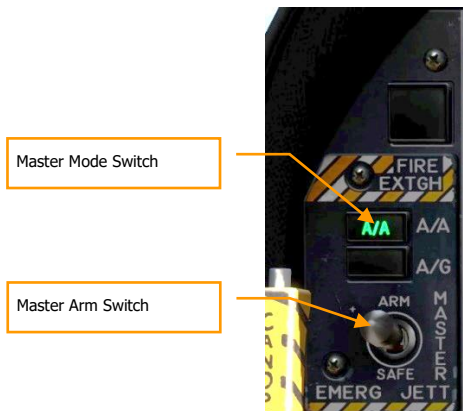 Master Mode Switch
Master Arm Switch
FIRE
EXTGH
A/A A/A
A/G
ARM
MASTER
SAFE
EMERG JETT